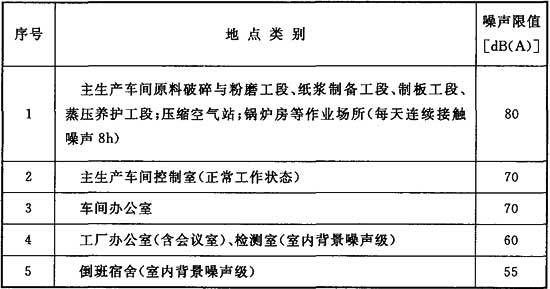 序号 地点类别 噪声限值[dB(A)]
1 主生产车间原料破碎与粉磨工段、纸浆制备工段、制板工段、
蒸压养护工段;压缩空气站;锅炉房等作业场所(每天连续接触
噪声8h) 80
2 主生产车间控制室(正常工作状态) 70
3 车间办公室 70
4 工厂办公室(含会议室)、检测室(室内背景噪声级) 60
5 倒班宿舍(室内背景噪声级) 55